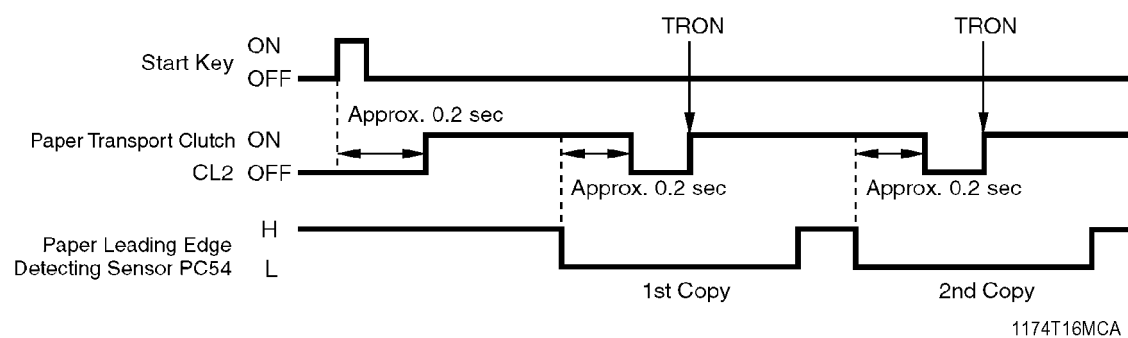 TRON TRON
Start Key ON
OFF
Approx. 0.2 sec
Paper Transport Clutch ON
CL2 OFF
Approx. 0.2 sec Approx. 0.2 sec
Paper Leading Edge H
Detecting Sensor PC54 L
1st Copy 2nd Copy
1174T16MCA